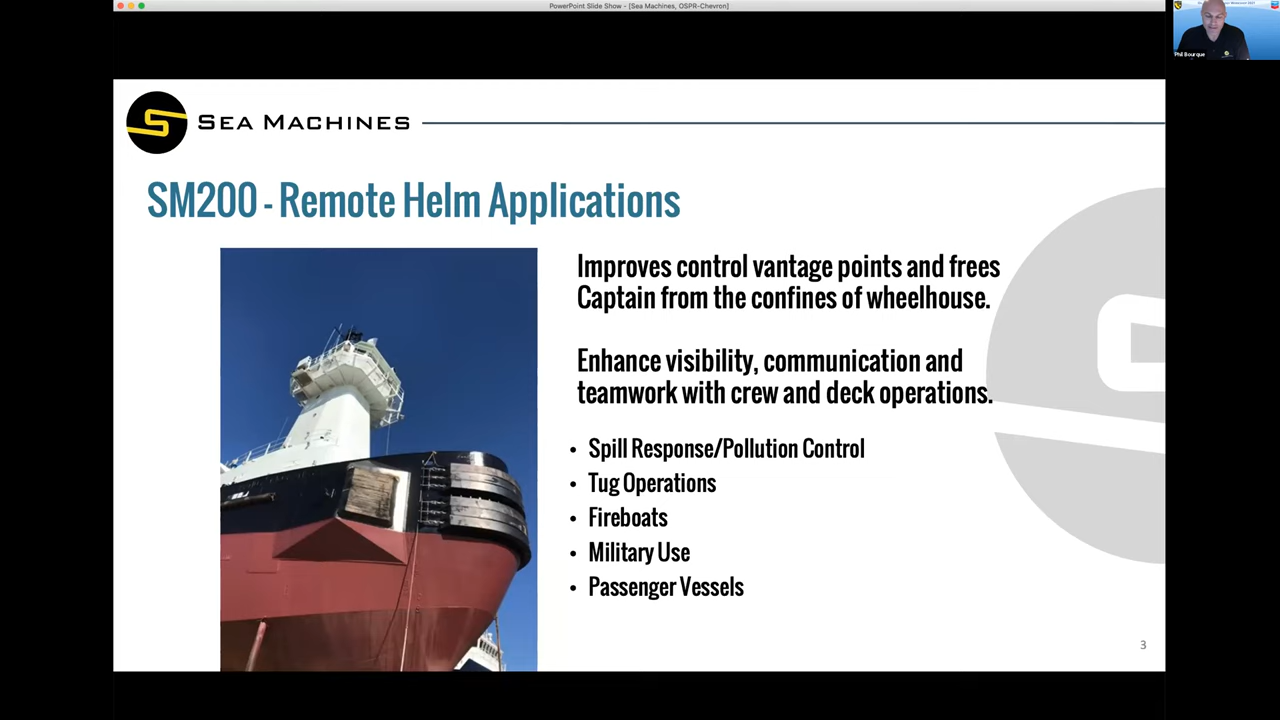 PowerPoint Slide Show - [Sea Machines, OSPR-Chevron]
Phil Bourque
SEA MACHINES
SM200 - Remote Helm Applications
Improves control vantage points and frees
Captain from the confines of wheelhouse.
Enhance visibility, communication and
teamwork with crew and deck operations.
• Spill Response/Pollution Control
• Tug Operations
• Fireboats
• Military Use
• Passenger Vessels
3